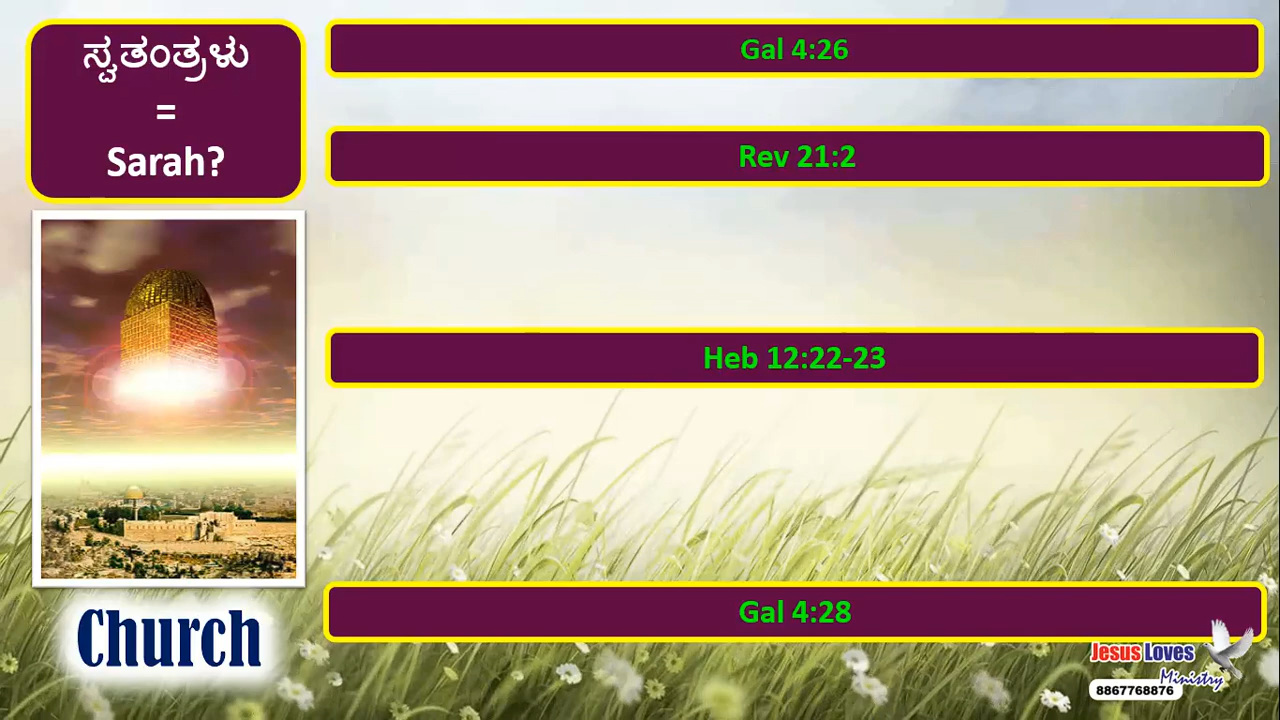 ಸ್ವತಂತ್ರಳು
=
Sarah?
Gal 4:26
Rev 21:2
Heb 12:22-23
Gal 4:28
Church
Jesus Loves
Ministry
8867768876